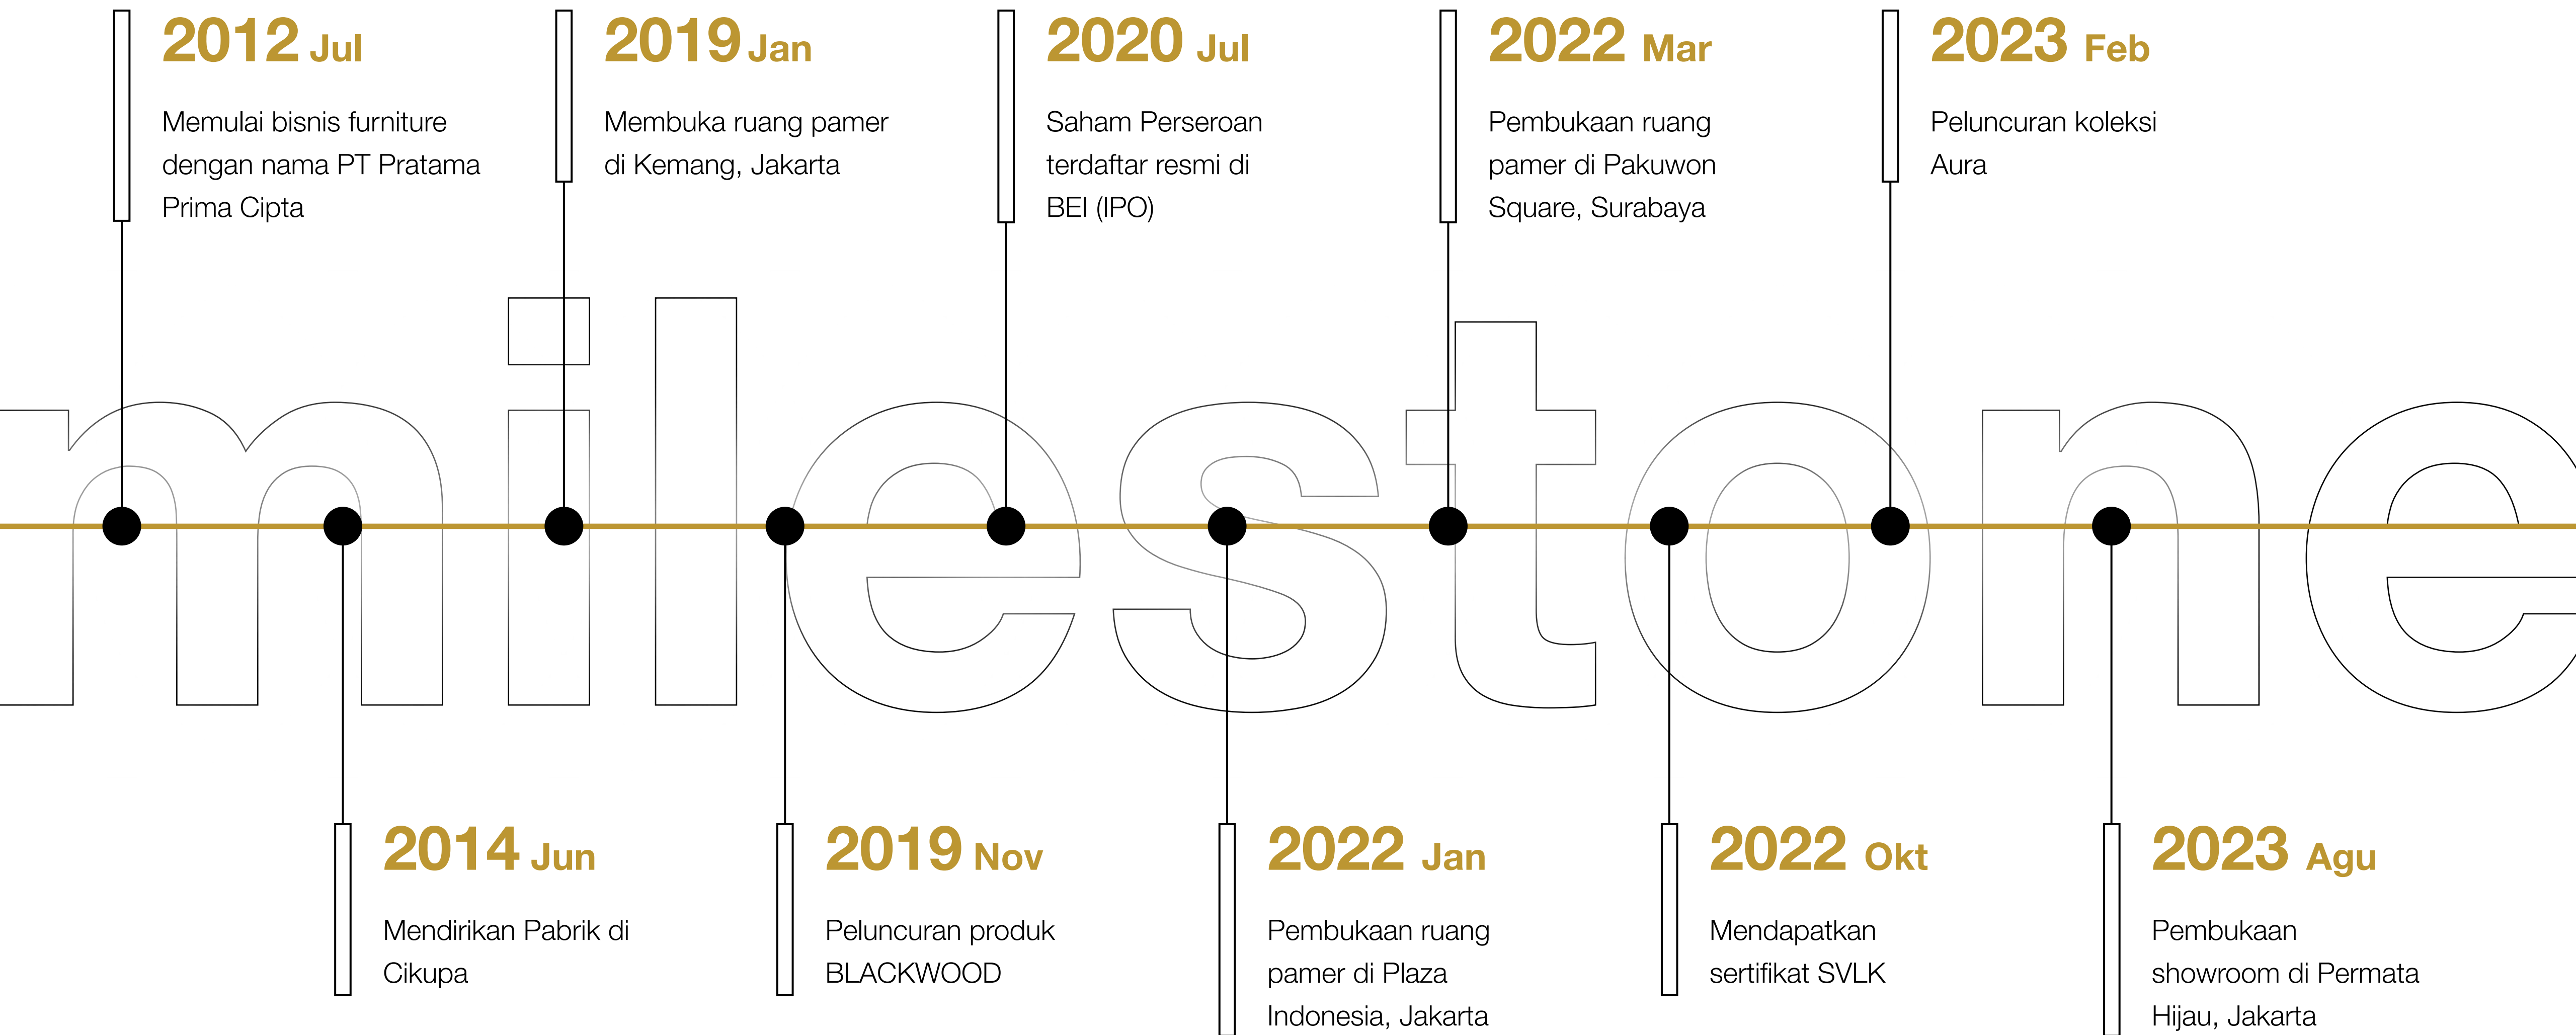 2012 Jul
Memulai bisnis furniture
dengan nama PT Pratama
Prima Cipta
2019 Jan
Membuka ruang pamer
di Kemang, Jakarta
2020 Jul
Saham Perseroan
terdaftar resmi di
BEI (IPO)
2022 Mar
Pembukaan ruang
pamer di Pakuwon
Square, Surabaya
2023 Feb
Peluncuran koleksi
Aura
milestone
2014 Jun
Mendirikan Pabrik di
Cikupa
2019 Nov
Peluncuran produk
BLACKWOOD
2022 Jan
Pembukaan ruang
pamer di Plaza
Indonesia, Jakarta
2022 Okt
Mendapatkan
sertifikat SVLK
2023 Agu
Pembukaan
showroom di Permata
Hijau, Jakarta